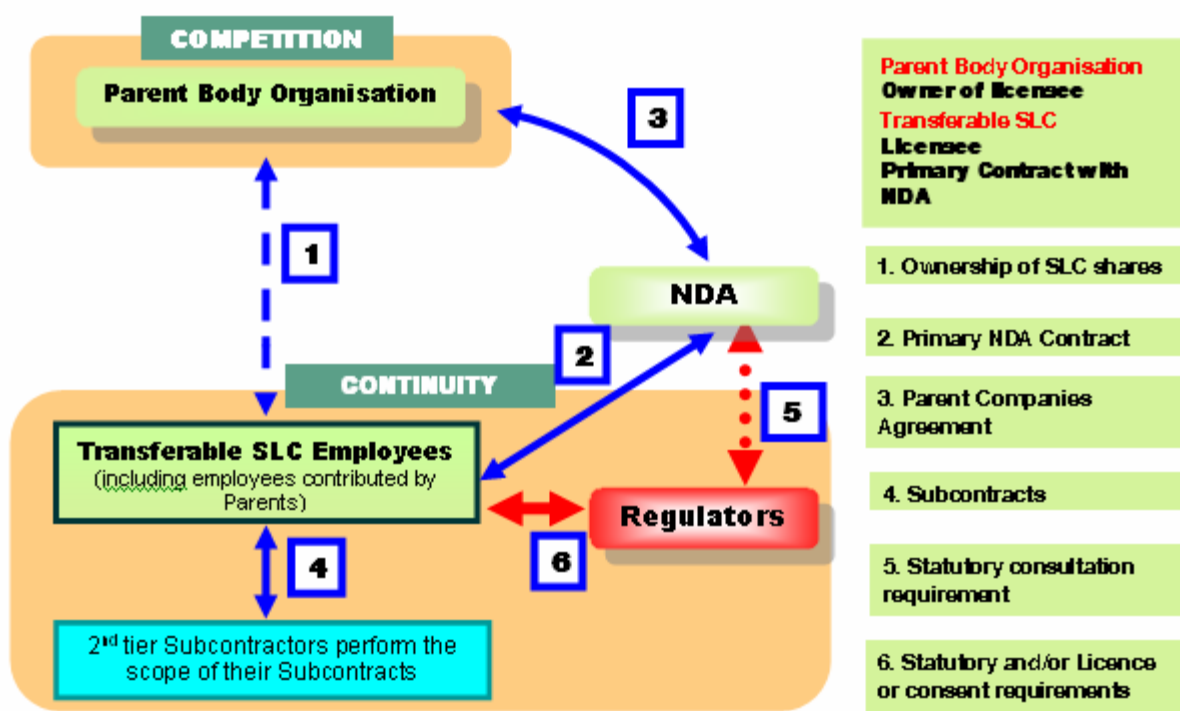 COMPETITION
Parent Body Organisation
3
1
NDA
2
CONTINUITY
5
Transferable SLC Employees
(including employees contributed by
Parents)
Regulators
6
4
2nd tier Subcontractors perform the
scope of their Subcontracts
Parent Body Organisation
Owner of licensee
Transferable SLC
Licensee
Primary Contract with
NDA
1. Ownership of SLC shares
2. Primary NDA Contract
3. Parent Companies
Agreement
4. Subcontracts
5. Statutory consultation
requirement
6. Statutory and/or Licence
or consent requirements